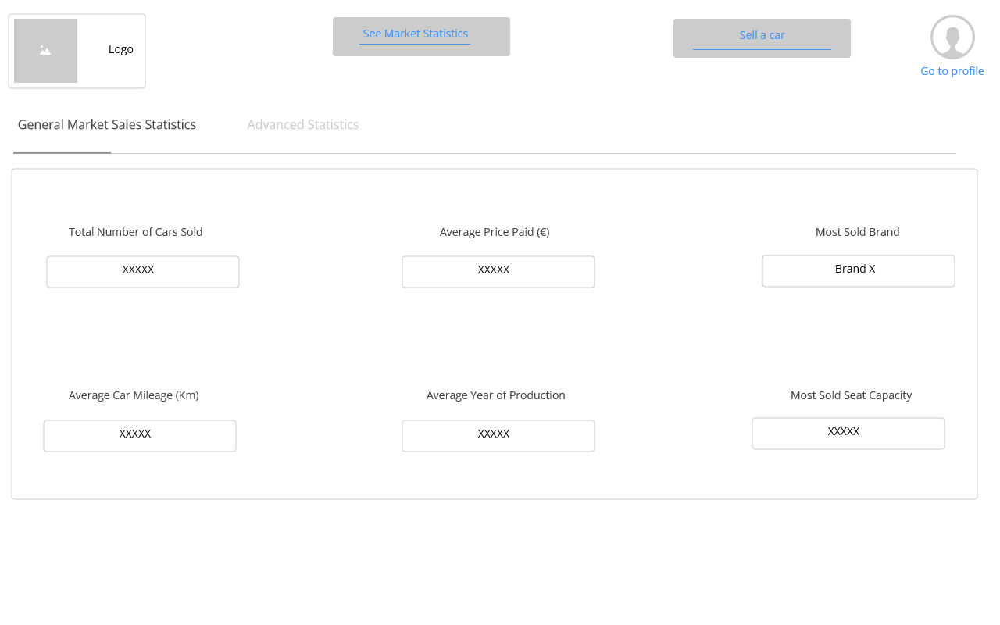 Logo
See Market Statistics
Sell a car
Go to profile
General Market Sales Statistics
Advanced Statistics
Total Number of Cars Sold
Average Price Paid (€)
Most Sold Brand
XXXXX
XXXXX
Brand X
Average Car Mileage (Km)
Average Year of Production
Most Sold Seat Capacity
XXXXX
XXXXX
XXXXX